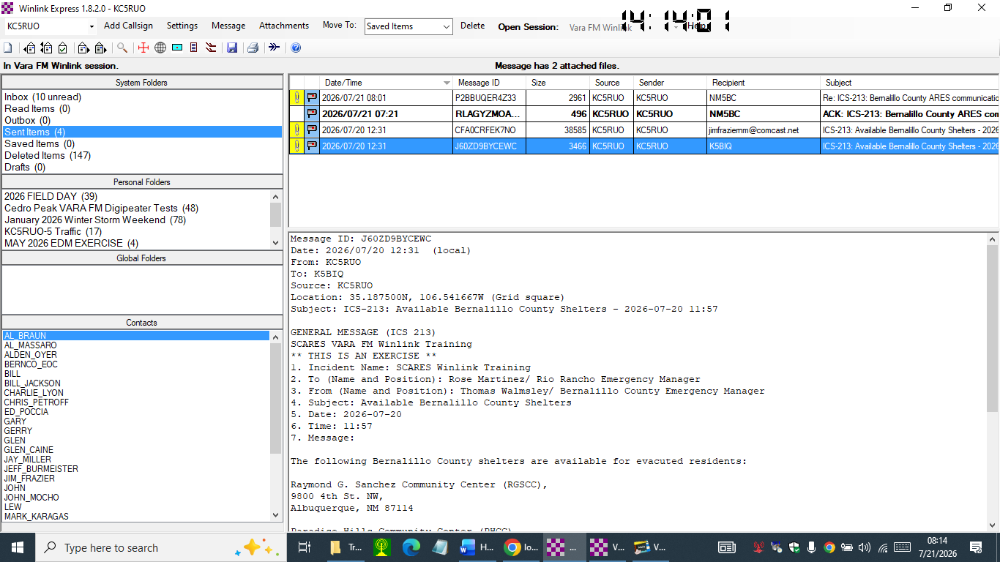 Winlink Express 1.8.2.0 - KC5RUO
14:14:01
KC5RUO Add Callsign Settings Message Attachments Move To: Saved Items Delete Open Session: Vara FM Winlink Help
In Vara FM Winlink session. Message has 2 attached files.
System Folders
Inbox (10 unread)
Read Items (0)
Outbox (0)
Sent Items (4)
Saved Items (0)
Deleted Items (147)
Drafts (0)
Personal Folders
2026 FIELD DAY (39)
Cedro Peak VARA FM Digipeater Tests (48)
January 2026 Winter Storm Weekend (78)
KC5RUO-5 Traffic (17)
MAY 2026 EDM EXERCISE (4)
Global Folders
Contacts
AL_BRAUN
AL_MASSARO
ALDEN_OYER
BERNCO_EOC
BILL
BILL_JACKSON
CHARLIE_LYON
CHRIS_PETROFF
ED_POCCIA
GARY
GERRY
GLEN
GLEN_CAINE
JAY_MILLER
JEFF_BURMEISTER
JIM_FRAZIER
JOHN
JOHN_MOCHO
LEW
MARK_KARAGAS
Date/Time Message ID Size Source Sender Recipient Subject
2026/07/21 08:01 P2BBUQER4Z33 2961 KC5RUO KC5RUO NM5BC Re: ICS-213: Bernalillo County ARES communicatio
2026/07/21 07:21 RLAGYZMOA... 496 KC5RUO KC5RUO NM5BC ACK: ICS-213: Bernalillo County ARES com
2026/07/20 12:31 CFA0CRFEK7NO 38585 KC5RUO KC5RUO jimfraziernm@comcast.net ICS-213: Available Bernalillo County Shelters - 2026
2026/07/20 12:31 J60ZD9BYCEWC 3466 KC5RUO KC5RUO K5BIQ ICS-213: Available Bernalillo County Shelters - 2026
Message ID: J60ZD9BYCEWC
Date: 2026/07/20 12:31 (local)
From: KC5RUO
To: K5BIQ
Source: KC5RUO
Location: 35.187500N, 106.541667W (Grid square)
Subject: ICS-213: Available Bernalillo County Shelters - 2026-07-20 11:57
GENERAL MESSAGE (ICS 213)
SCARES VARA FM Winlink Training
** THIS IS AN EXERCISE **
1. Incident Name: SCARES Winlink Training
2. To (Name and Position): Rose Martinez/ Rio Rancho Emergency Manager
3. From (Name and Position): Thomas Walmsley/ Bernalillo County Emergency Manager
4. Subject: Available Bernalillo County Shelters
5. Date: 2026-07-20
6. Time: 11:57
7. Message:
The following Bernalillo County shelters are available for evacuted residents:
Raymond G. Sanchez Community Center (RGSCC),
9800 4th St. NW,
Albuquerque, NM 87114
Paradise Hills Community Center (PHCC)
Type here to search Tr... H... Io... ... V... V... 08:14
7/21/2026